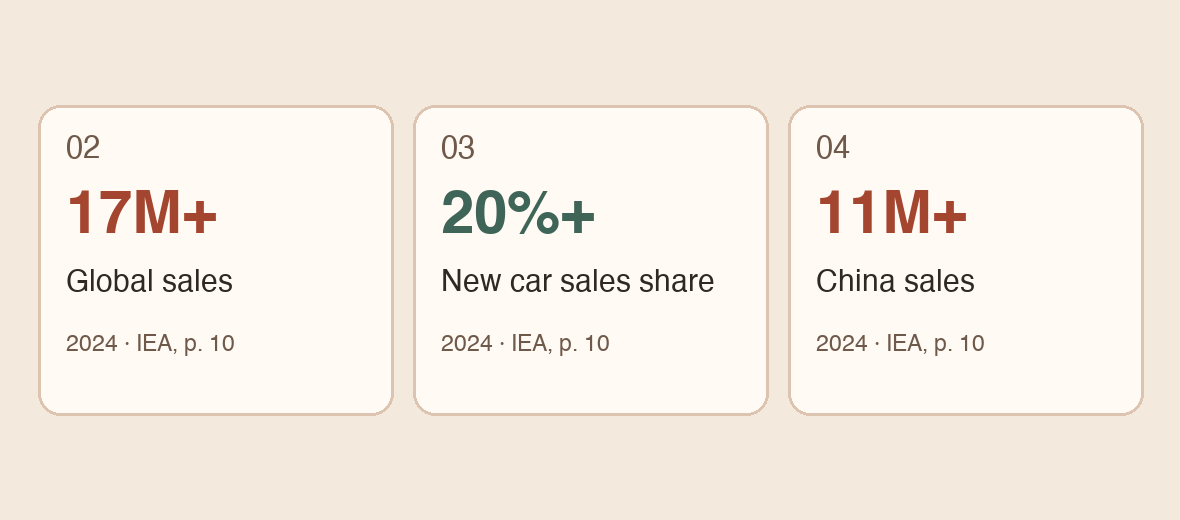 02
17M+
Global sales
2024 · IEA, p. 10
03
20%+
New car sales share
2024 · IEA, p. 10
04
11M+
China sales
2024 · IEA, p. 10